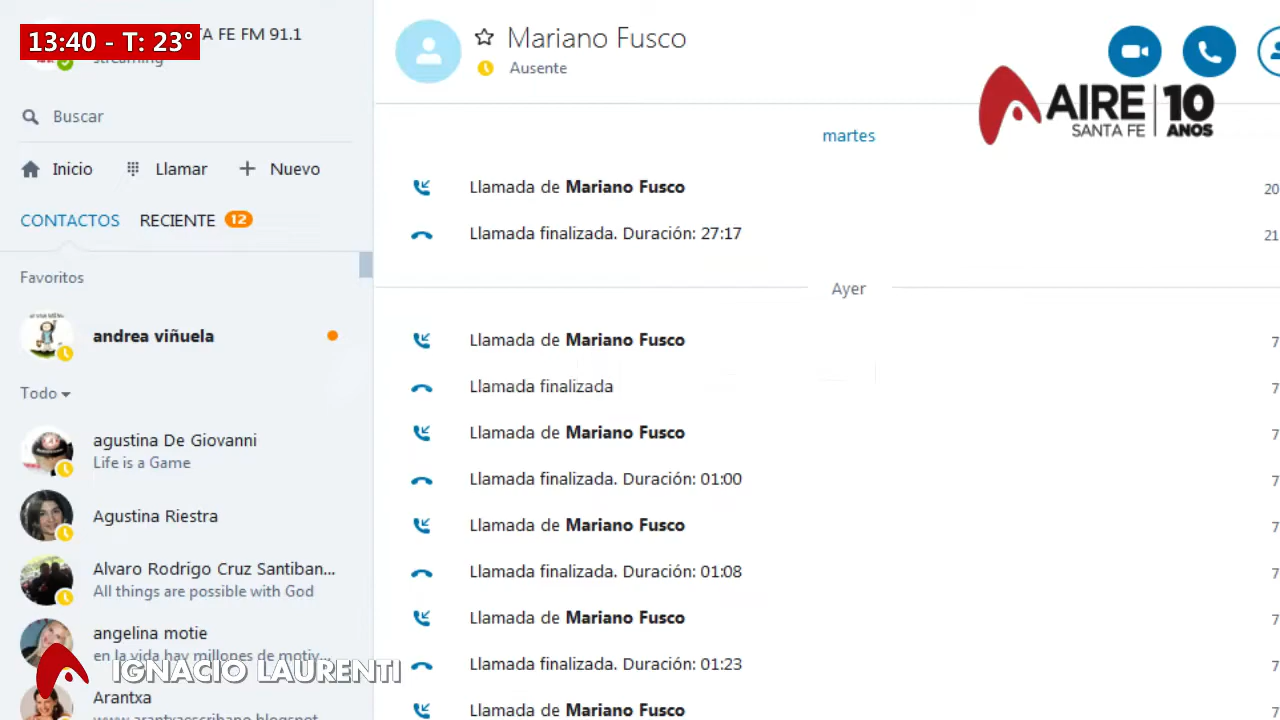 13:40 - T: 23°
TA FE FM 91.1
streaming
Buscar
Inicio
Llamar
Nuevo
CONTACTOS
RECIENTE
12
Favoritos
andrea viñuela
Todo
agustina De Giovanni
Life is a Game
Agustina Riestra
Alvaro Rodrigo Cruz Santiban...
All things are possible with God
angelina motie
en la vida hay millones de motiv...
IGNACIO LAURENTI
Arantxa
www.arantxaescribano.blogspot
Mariano Fusco
Ausente
AIRE
SANTA FE
10
AÑOS
martes
Llamada de Mariano Fusco
20
Llamada finalizada. Duración: 27:17
21
Ayer
Llamada de Mariano Fusco
7
Llamada finalizada
7
Llamada de Mariano Fusco
7
Llamada finalizada. Duración: 01:00
7
Llamada de Mariano Fusco
7
Llamada finalizada. Duración: 01:08
7
Llamada de Mariano Fusco
7
Llamada finalizada. Duración: 01:23
7
Llamada de Mariano Fusco
7